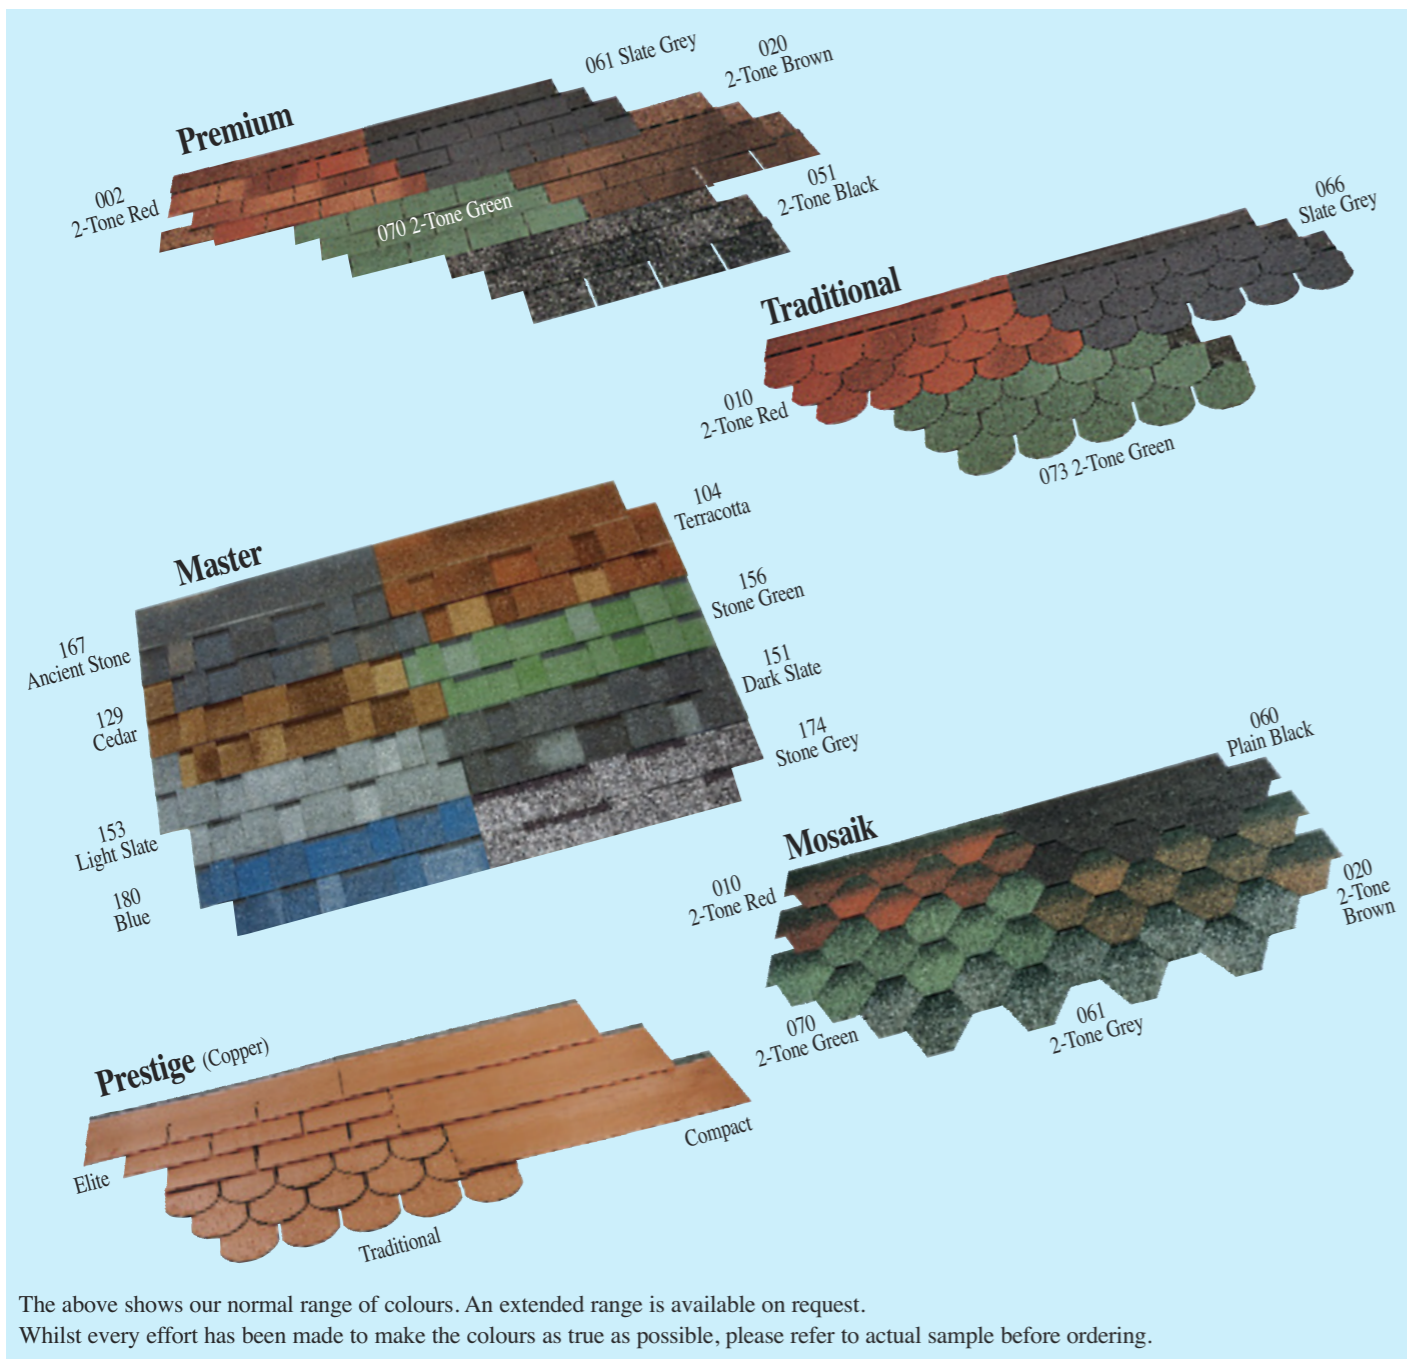 Premium
061 Slate Grey
020
2-Tone Brown
002
2-Tone Red
070 2-Tone Green
051
2-Tone Black
Traditional
066
Slate Grey
010
2-Tone Red
073 2-Tone Green
Master
104
Terracotta
156
Stone Green
151
Dark Slate
174
Stone Grey
167
Ancient Stone
129
Cedar
153
Light Slate
180
Blue
Mosaik
060
Plain Black
010
2-Tone Red
020
2-Tone
Brown
070
2-Tone Green
061
2-Tone Grey
Prestige (Copper)
Elite
Compact
Traditional
The above shows our normal range of colours. An extended range is available on request.
Whilst every effort has been made to make the colours as true as possible, please refer to actual sample before ordering.